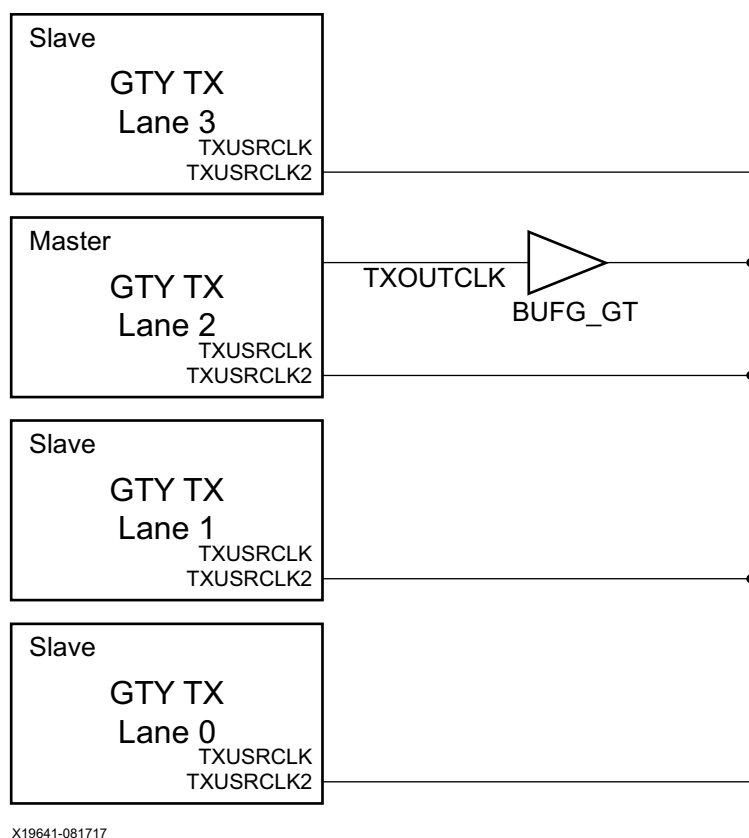 Slave
GTY TX
Lane 3
TXUSRCLK
TXUSRCLK2
Master
GTY TX
Lane 2
TXOUTCLK
BUFG_GT
TXUSRCLK
TXUSRCLK2
Slave
GTY TX
Lane 1
TXUSRCLK
TXUSRCLK2
Slave
GTY TX
Lane 0
TXUSRCLK
TXUSRCLK2
X19641-081717